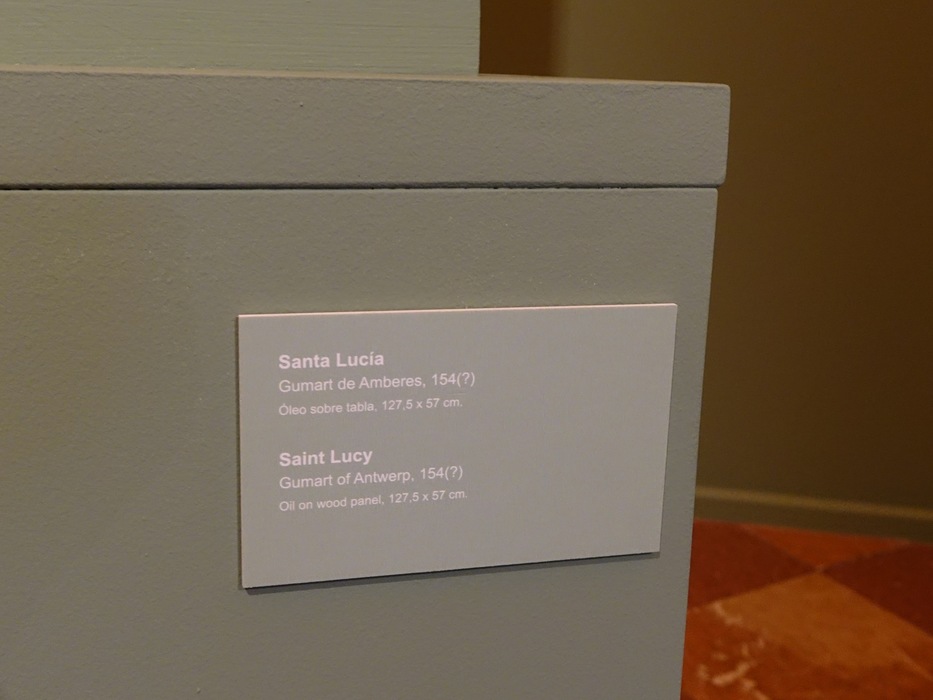 Santa Lucía
Gumart de Amberes, 154(?)
Óleo sobre tabla, 127,5 x 57 cm.
Saint Lucy
Gumart of Antwerp, 154(?)
Oil on wood panel, 127,5 x 57 cm.